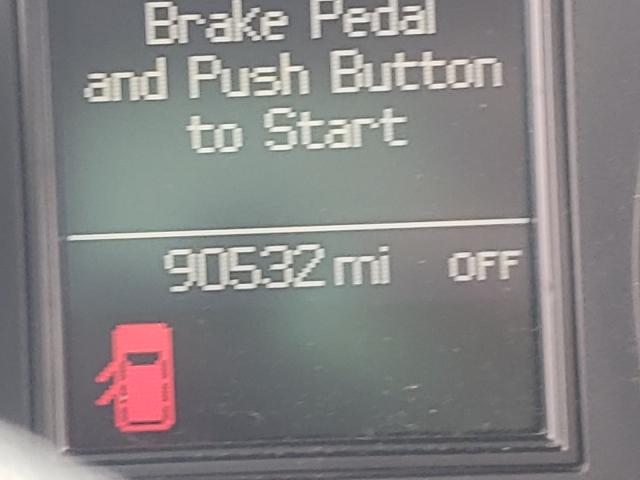 Brake Pedal
and Push Button
to Start
90532 mi OFF